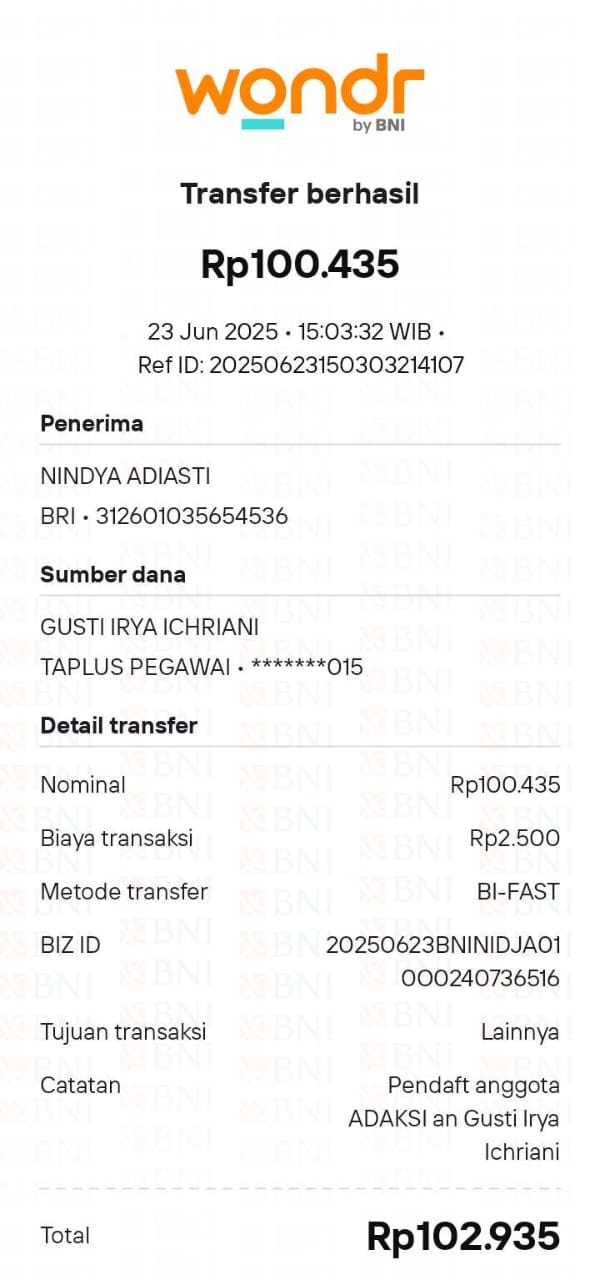 wondr
by BNI
Transfer berhasil
Rp100.435
23 Jun 2025 • 15:03:32 WIB •
Ref ID: 20250623150303214107
Penerima
NINDYA ADIASTI
BRI • 312601035654536
Sumber dana
GUSTI IRYA ICHRIANI
TAPLUS PEGAWAI • *******015
Detail transfer
Nominal Rp100.435
Biaya transaksi Rp2.500
Metode transfer BI-FAST
BIZ ID 20250623BNINIDJA01
000240736516
Tujuan transaksi Lainnya
Catatan Pendaft anggota
ADAKSI an Gusti Irya
Ichriani
Total Rp102.935